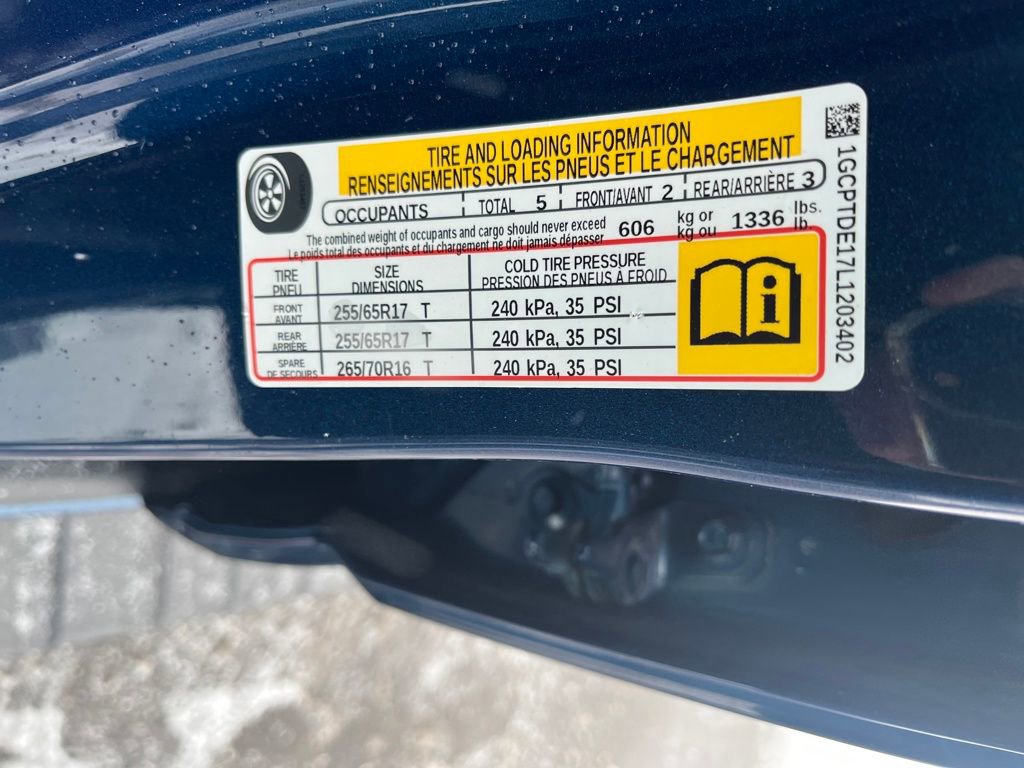 TIRE AND LOADING INFORMATION
RENSEIGNEMENTS SUR LES PNEUS ET LE CHARGEMENT
OCCUPANTS TOTAL 5 FRONT/AVANT 2 REAR/ARRIÈRE 3
The combined weight of occupants and cargo should never exceed
Le poids total des occupants et du chargement ne doit jamais dépasser
606 kg or kg ou 1336 lbs. lb.
TIRE SIZE COLD TIRE PRESSURE
PNEU DIMENSIONS PRESSION DES PNEUS A FROID
FRONT AVANT 255/65R17 T 240 kPa, 35 PSI
REAR ARRIÈRE 255/65R17 T 240 kPa, 35 PSI
SPARE DE SECOURS 265/70R16 T 240 kPa, 35 PSI
1GCPTDE17L1203402